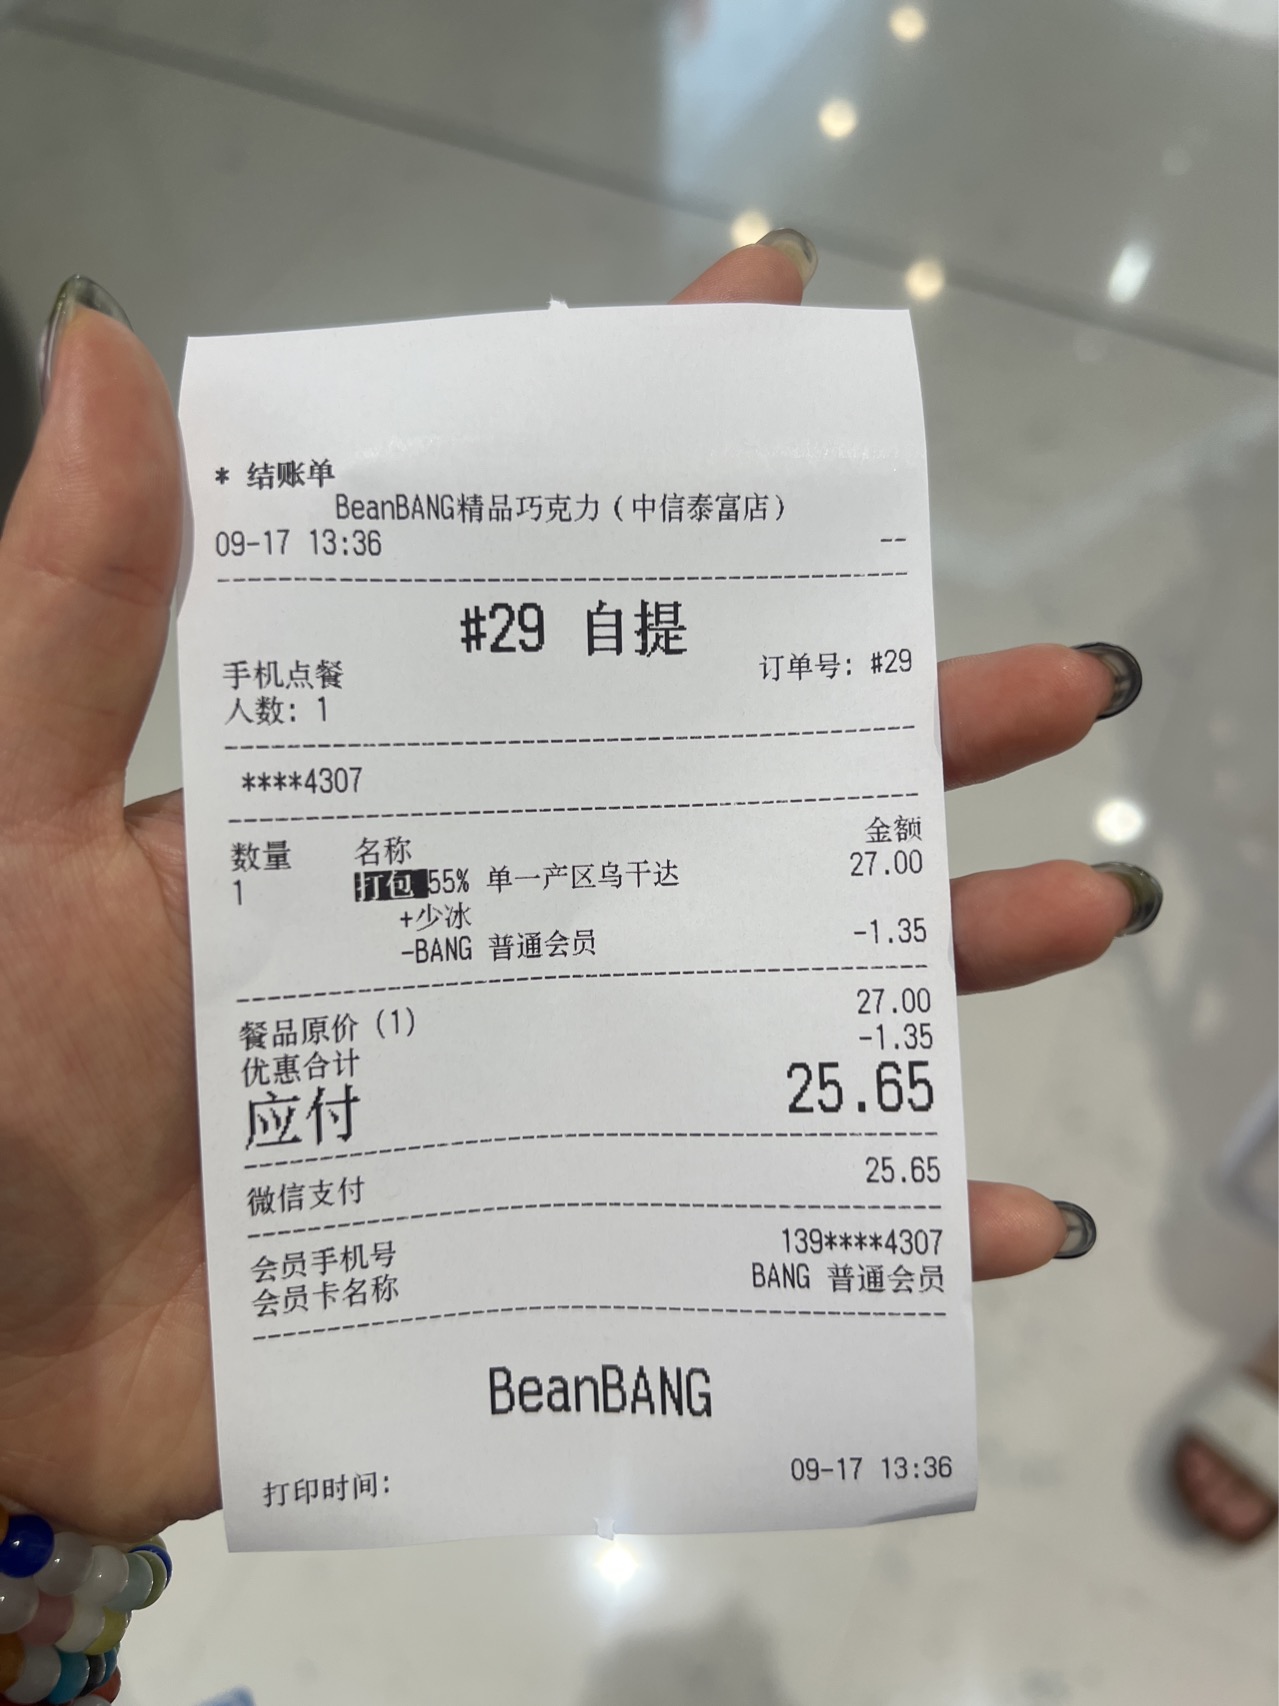 * 结账单
BeanBANG精品巧克力（中信泰富店）
09-17 13:36 --
#29 自提
手机点餐 订单号: #29
人数: 1
****4307
数量 名称 金额
1 打包 55% 单一产区乌干达 27.00
+少冰
-BANG 普通会员 -1.35
餐品原价(1) 27.00
优惠合计 -1.35
应付 25.65
微信支付 25.65
会员手机号 139****4307
会员卡名称 BANG 普通会员
BeanBANG
打印时间: 09-17 13:36